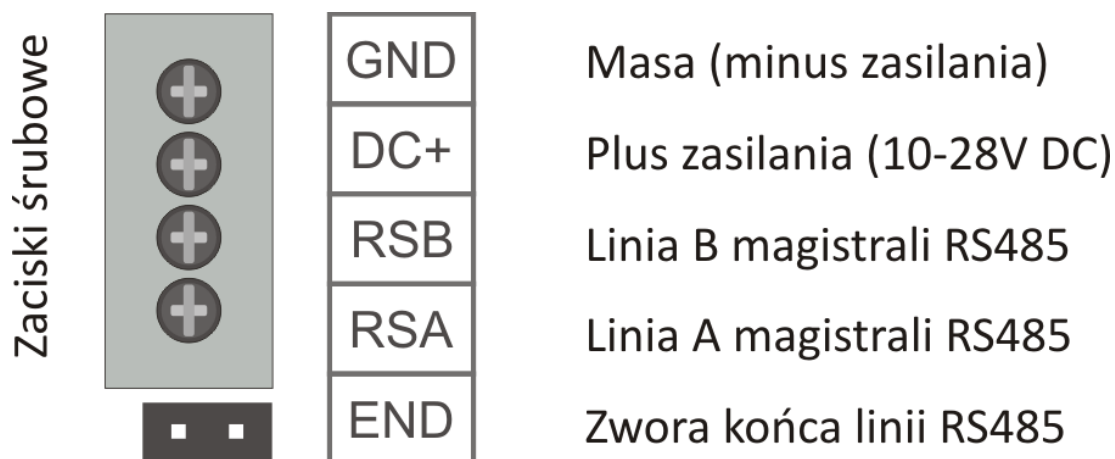 Zaciski śrubowe
GND Masa (minus zasilania)
DC+ Plus zasilania (10-28V DC)
RSB Linia B magistrali RS485
RSA Linia A magistrali RS485
END Zwora końca linii RS485